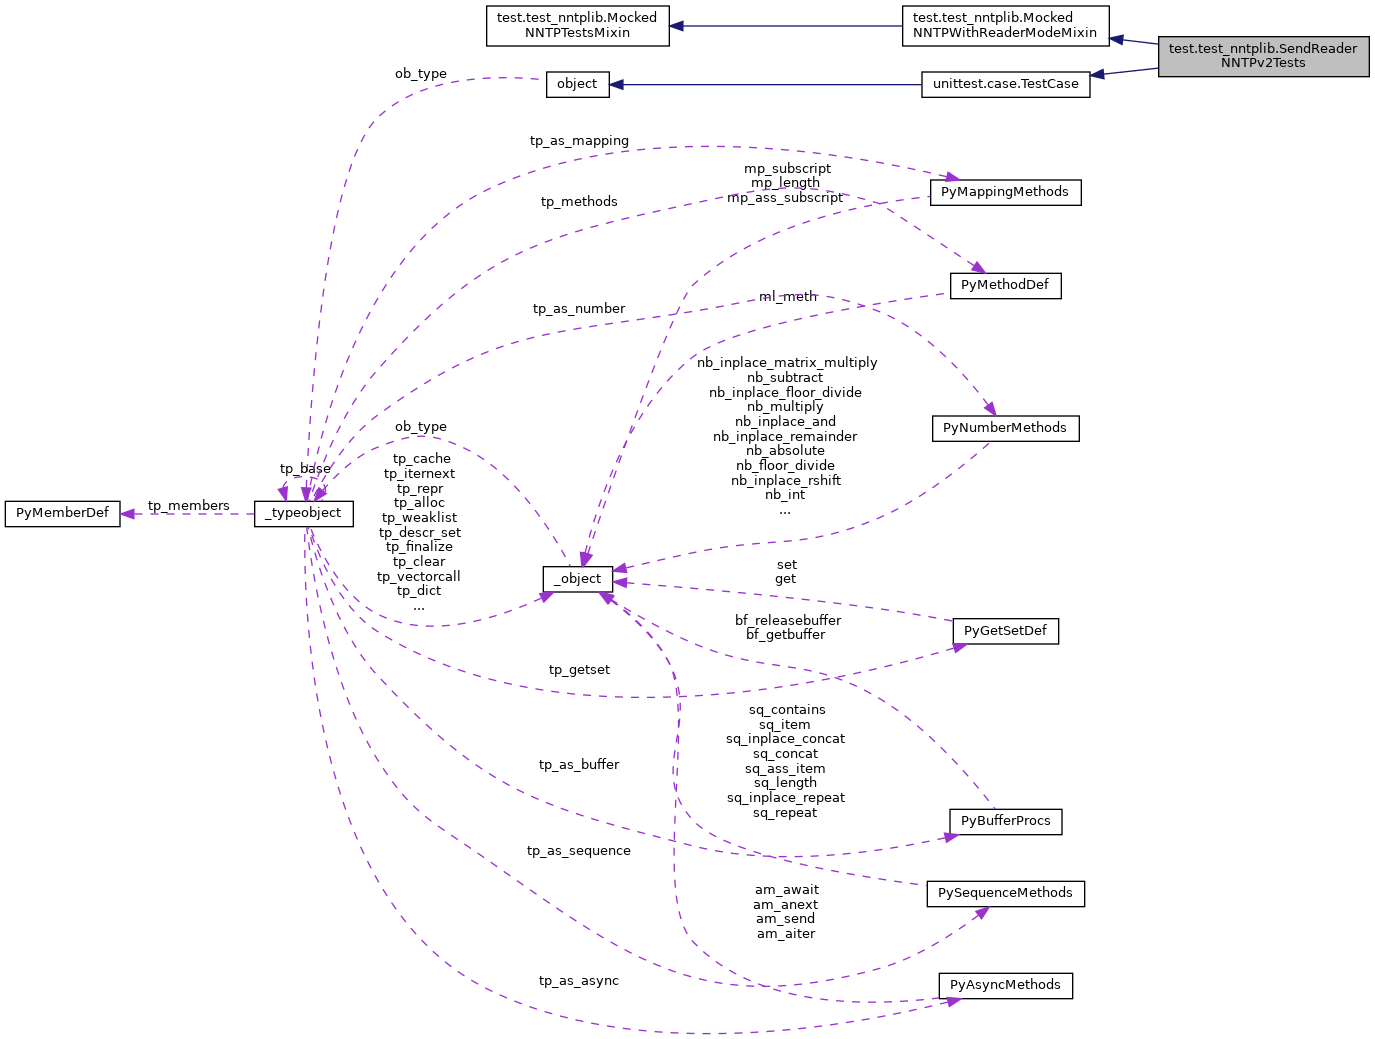 test.test_nntplib.Mocked
NNTPTestsMixin
test.test_nntplib.Mocked
NNTPWithReaderModeMixin
test.test_nntplib.SendReader
NNTPv2Tests
ob_type
object
unittest.case.TestCase
tp_as_mapping
mp_subscript
mp_length
mp_ass_subscript
PyMappingMethods
tp_methods
PyMethodDef
ml_meth
tp_as_number
nb_inplace_matrix_multiply
nb_subtract
nb_inplace_floor_divide
nb_multiply
nb_inplace_and
nb_inplace_remainder
nb_absolute
nb_floor_divide
nb_inplace_rshift
nb_int
...
PyNumberMethods
ob_type
tp_base
tp_cache
tp_iternext
tp_repr
tp_alloc
tp_weaklist
tp_descr_set
tp_finalize
tp_clear
tp_vectorcall
tp_dict
...
PyMemberDef
tp_members
_typeobject
_object
set
get
PyGetSetDef
bf_releasebuffer
bf_getbuffer
tp_getset
sq_contains
sq_item
sq_inplace_concat
sq_concat
sq_ass_item
sq_length
sq_inplace_repeat
sq_repeat
tp_as_buffer
PyBufferProcs
tp_as_sequence
PySequenceMethods
am_await
am_anext
am_send
am_aiter
tp_as_async
PyAsyncMethods